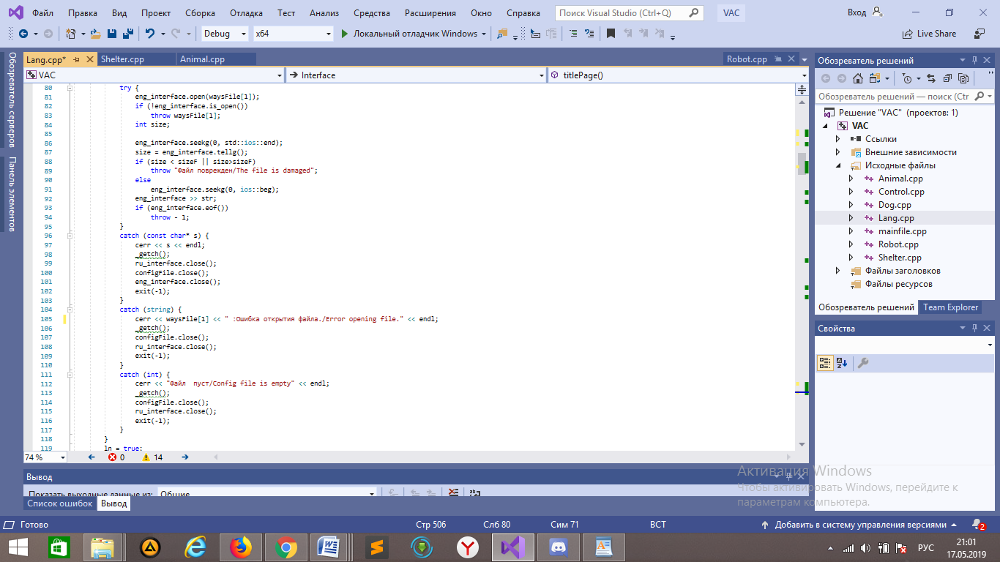 Файл Правка Вид Проект Сборка Отладка Тест Анализ Средства Расширения Окно Справка Поиск Visual Studio (Ctrl+Q) VAC Вход
Debug x64 Локальный отладчик Windows Live Share
Обозреватель серверов
Панель элементов
Lang.cpp* Shelter.cpp Animal.cpp Robot.cpp
VAC Interface titlePage()
80 try {
81 eng_interface.open(waysFile[1]);
82 if (!eng_interface.is_open())
83 throw waysFile[1];
84 int size;
85
86 eng_interface.seekg(0, std::ios::end);
87 size = eng_interface.tellg();
88 if (size < sizeF || size>sizeF)
89 throw "Файл поврежден/The file is damaged";
90 else
91 eng_interface.seekg(0, ios::beg);
92 eng_interface >> str;
93 if (eng_interface.eof())
94 throw - 1;
95 }
96 catch (const char* s) {
97 cerr << s << endl;
98 _getch();
99 ru_interface.close();
100 configFile.close();
101 eng_interface.close();
102 exit(-1);
103 }
104 catch (string) {
105 cerr << waysFile[1] << " :Ошибка открытия файла./Error opening file." << endl;
106 _getch();
107 configFile.close();
108 ru_interface.close();
109 exit(-1);
110 }
111 catch (int) {
112 cerr << "Файл  пуст/Config file is empty" << endl;
113 _getch();
114 configFile.close();
115 ru_interface.close();
116 exit(-1);
117 }
118 }
119 ln = true;
74 % 0 14
Вывод
Показать выходные данные из: Общие
Список ошибок Вывод
Обозреватель решений
Обозреватель решений — поиск (Ctr
Решение "VAC" (проектов: 1)
VAC
Ссылки
Внешние зависимости
Исходные файлы
Animal.cpp
Control.cpp
Dog.cpp
Lang.cpp
mainfile.cpp
Robot.cpp
Shelter.cpp
Файлы заголовков
Файлы ресурсов
Обозреватель решений Team Explorer
Свойства
Активация Windows
Чтобы активировать Windows, перейдите к
параметрам компьютера.
Готово Стр 506 Слб 80 Сим 71 ВСТ Добавить в систему управления версиями 2
РУС 21:01
17.05.2019